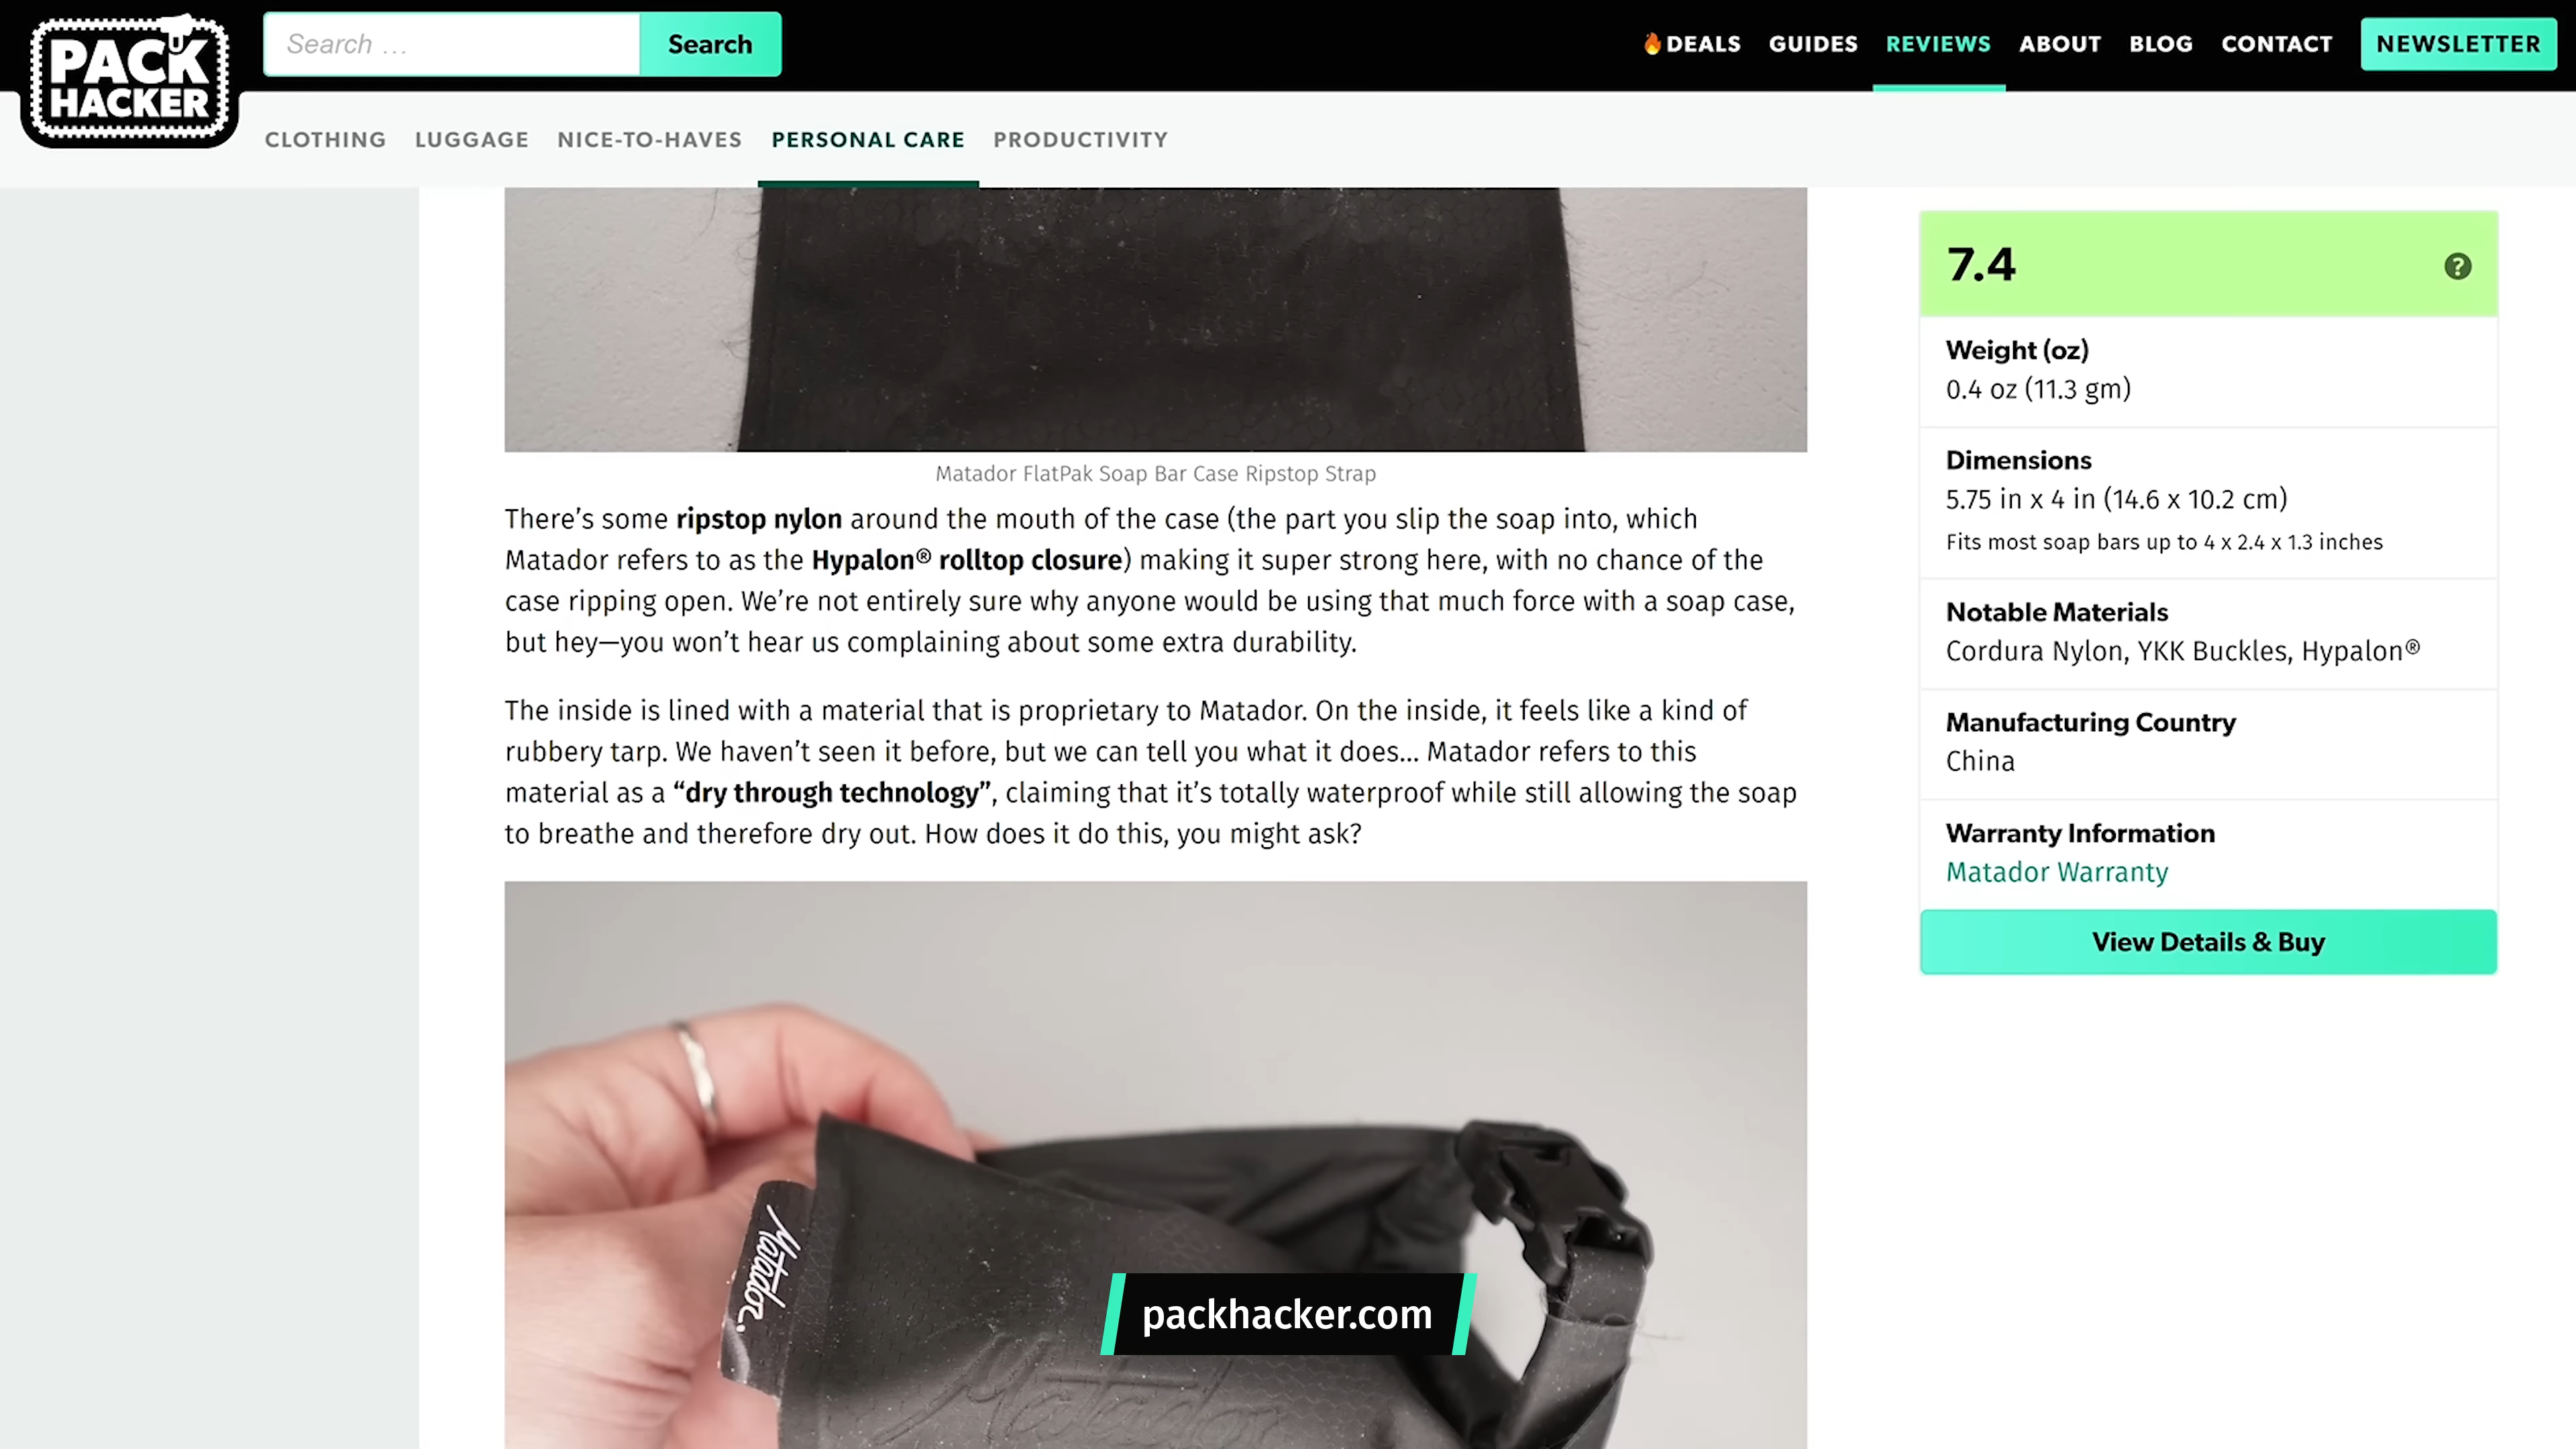 PACK
HACKER
Search ...
Search
DEALS
GUIDES
REVIEWS
ABOUT
BLOG
CONTACT
NEWSLETTER
CLOTHING
LUGGAGE
NICE-TO-HAVES
PERSONAL CARE
PRODUCTIVITY
Matador FlatPak Soap Bar Case Ripstop Strap
There’s some ripstop nylon around the mouth of the case (the part you slip the soap into, which
Matador refers to as the Hypalon® rolltop closure) making it super strong here, with no chance of the
case ripping open. We’re not entirely sure why anyone would be using that much force with a soap case,
but hey—you won’t hear us complaining about some extra durability.
The inside is lined with a material that is proprietary to Matador. On the inside, it feels like a kind of
rubbery tarp. We haven’t seen it before, but we can tell you what it does... Matador refers to this
material as a “dry through technology”, claiming that it’s totally waterproof while still allowing the soap
to breathe and therefore dry out. How does it do this, you might ask?
Matador.
Matador
packhacker.com
7.4
?
Weight (oz)
0.4 oz (11.3 gm)
Dimensions
5.75 in x 4 in (14.6 x 10.2 cm)
Fits most soap bars up to 4 x 2.4 x 1.3 inches
Notable Materials
Cordura Nylon, YKK Buckles, Hypalon®
Manufacturing Country
China
Warranty Information
Matador Warranty
View Details & Buy